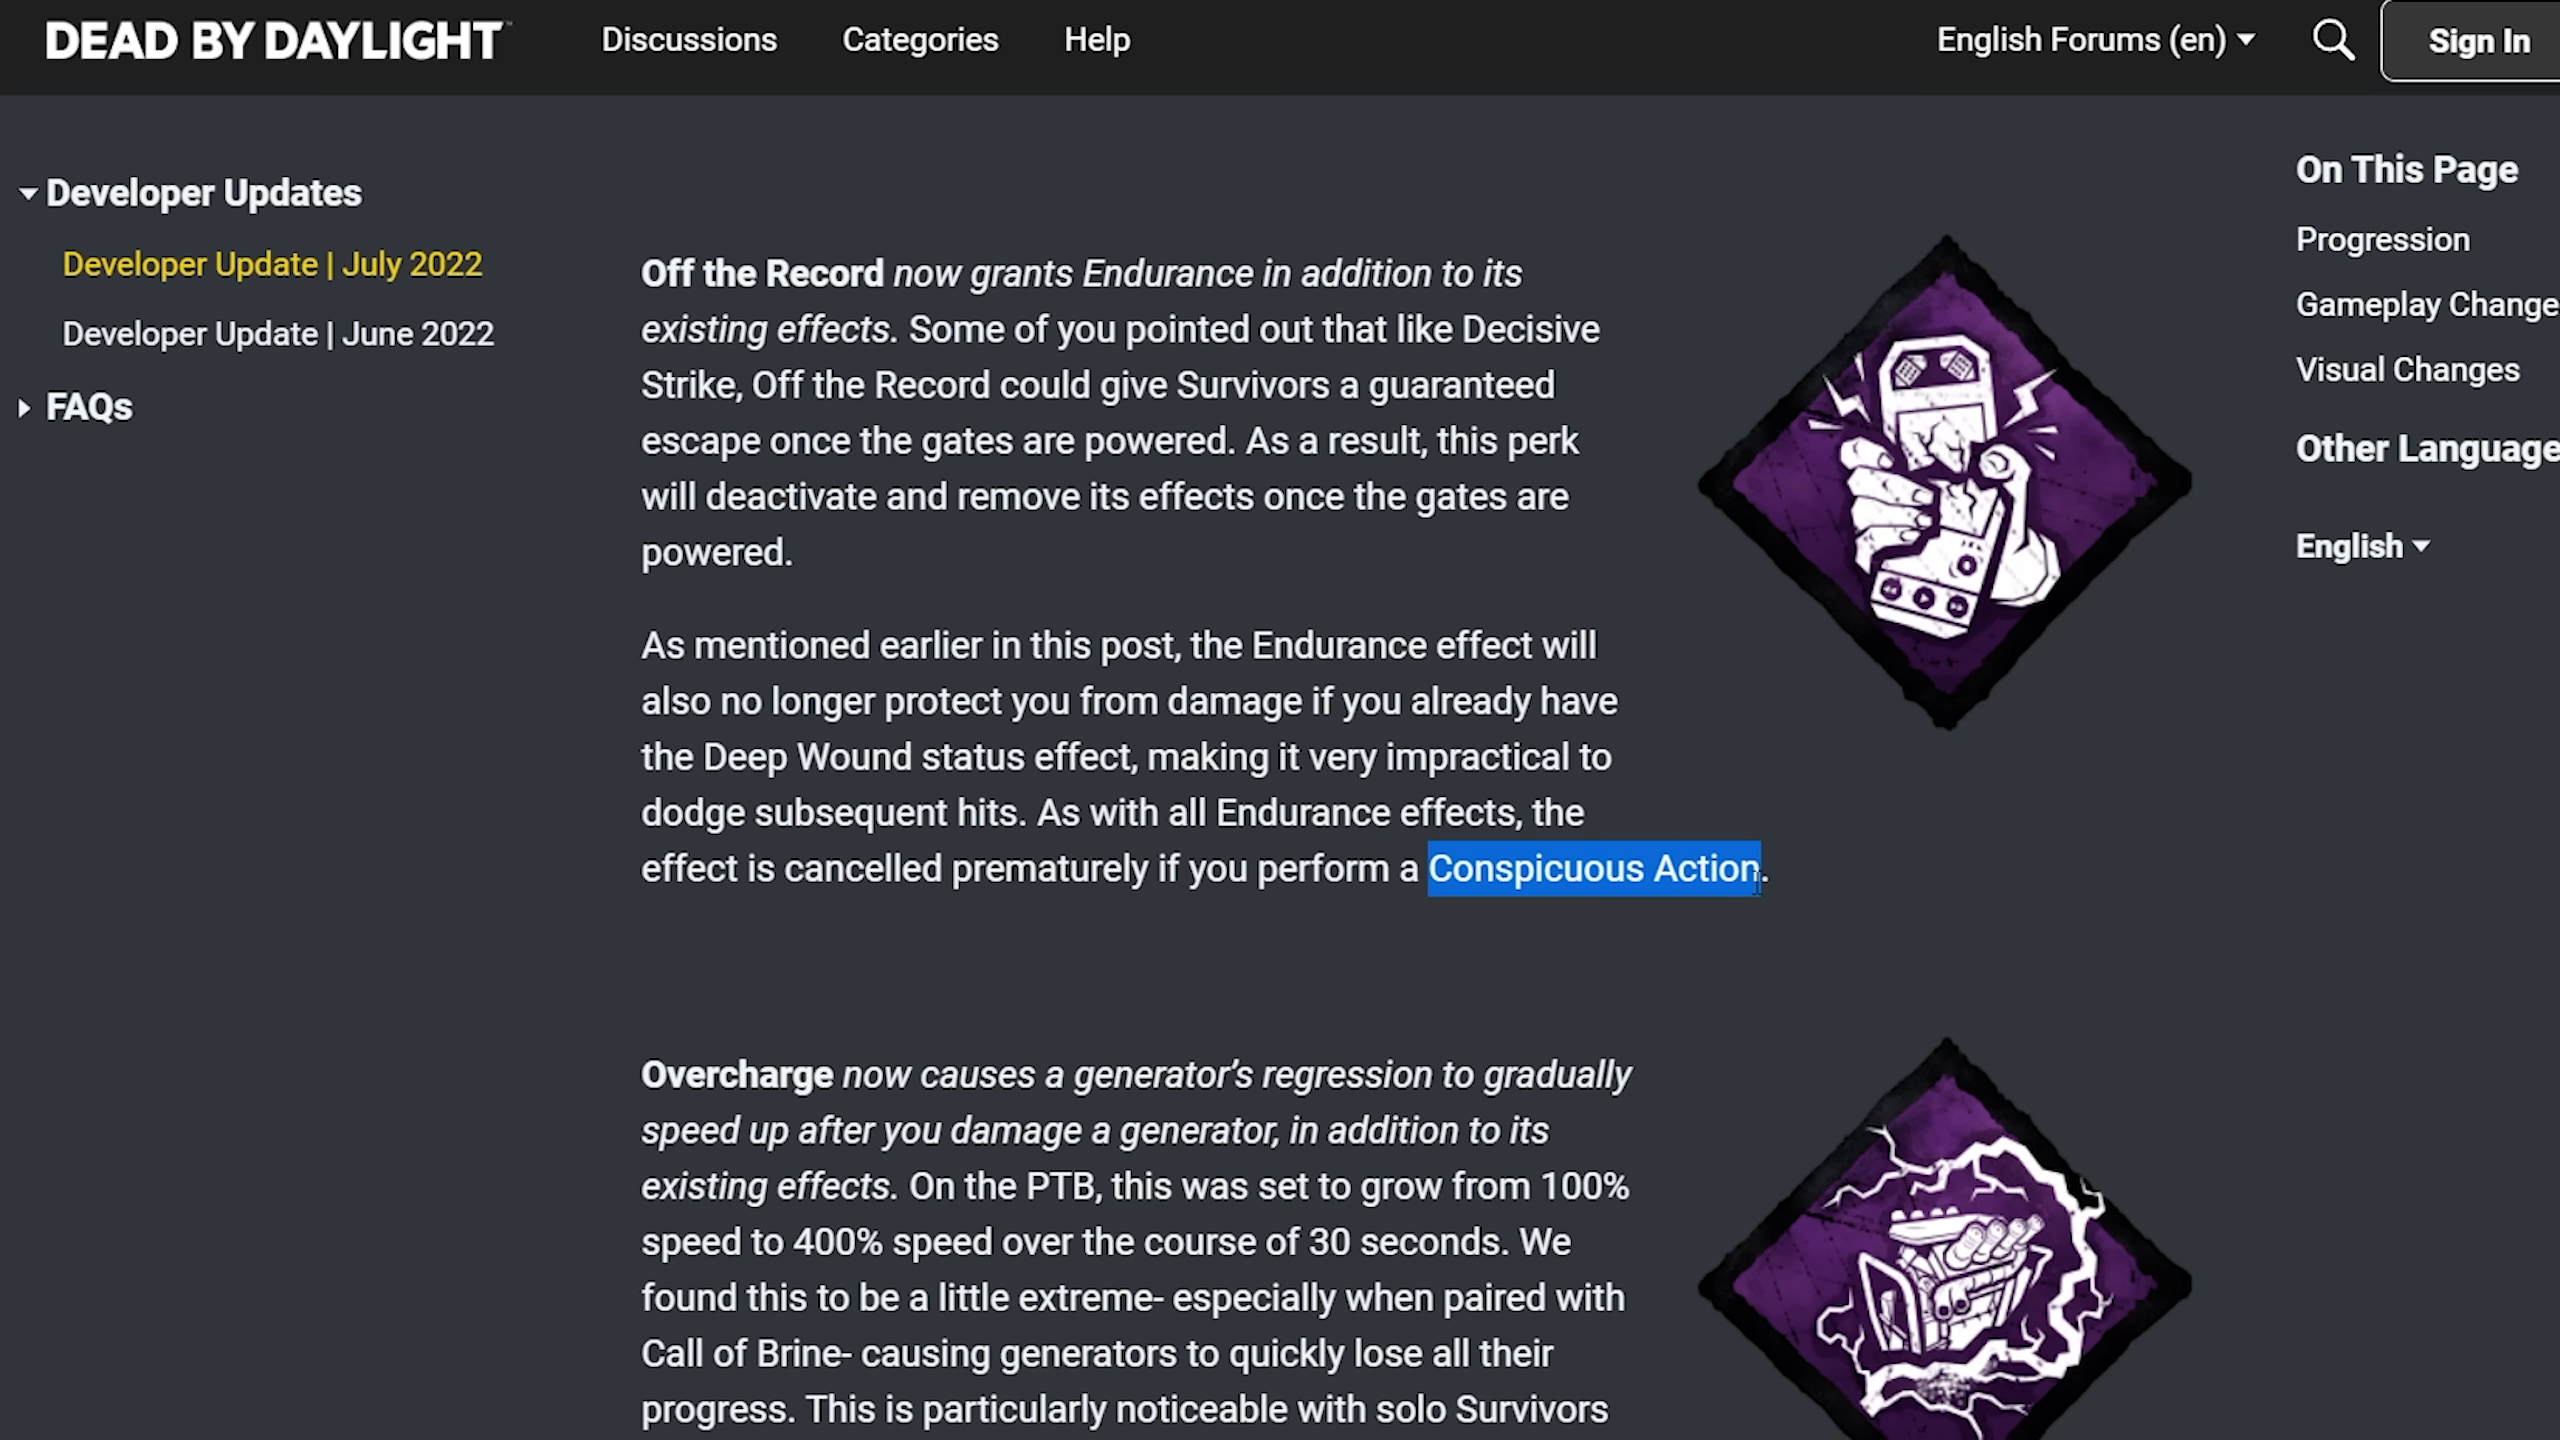 DEAD BY DAYLIGHT™
Discussions
Categories
Help
English Forums (en)
Sign In
Developer Updates
Developer Update | July 2022
Developer Update | June 2022
FAQs
Off the Record now grants Endurance in addition to its
existing effects. Some of you pointed out that like Decisive
Strike, Off the Record could give Survivors a guaranteed
escape once the gates are powered. As a result, this perk
will deactivate and remove its effects once the gates are
powered.
As mentioned earlier in this post, the Endurance effect will
also no longer protect you from damage if you already have
the Deep Wound status effect, making it very impractical to
dodge subsequent hits. As with all Endurance effects, the
effect is cancelled prematurely if you perform a Conspicuous Action.
Overcharge now causes a generator’s regression to gradually
speed up after you damage a generator, in addition to its
existing effects. On the PTB, this was set to grow from 100%
speed to 400% speed over the course of 30 seconds. We
found this to be a little extreme- especially when paired with
Call of Brine- causing generators to quickly lose all their
progress. This is particularly noticeable with solo Survivors
On This Page
Progression
Gameplay Change
Visual Changes
Other Language
English